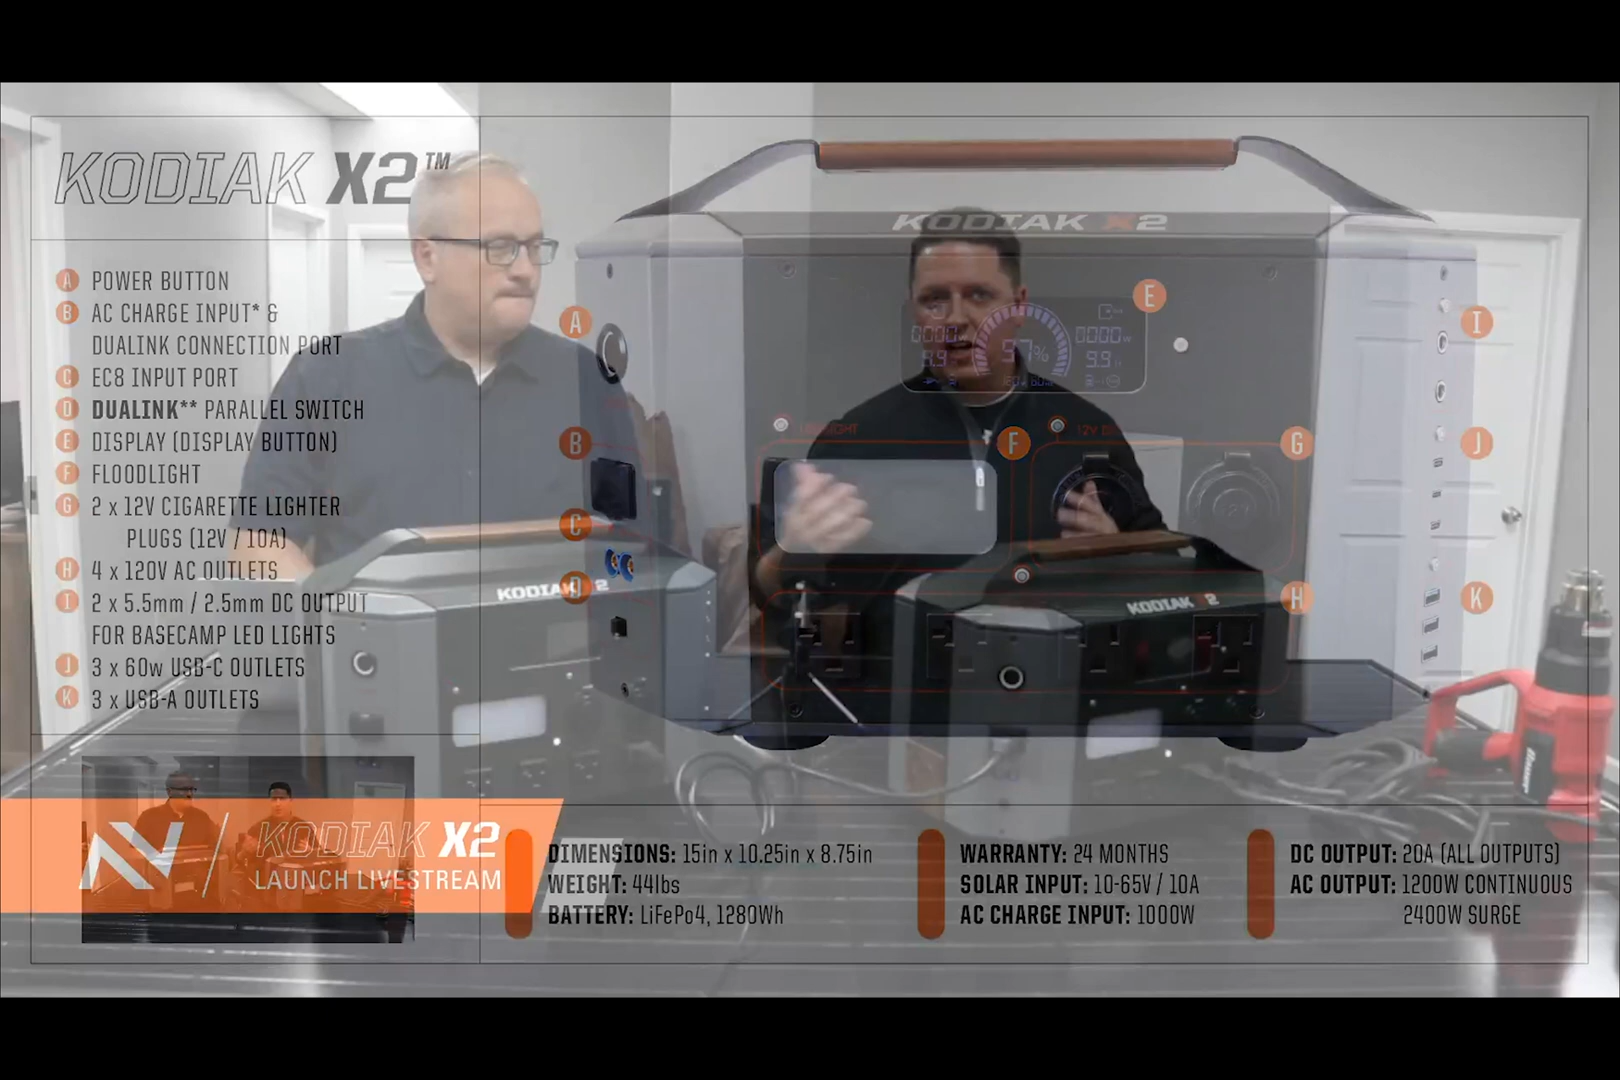 KODIAK X2™
A POWER BUTTON
B AC CHARGE INPUT* &
DUALINK CONNECTION PORT
C EC8 INPUT PORT
D DUALINK** PARALLEL SWITCH
E DISPLAY (DISPLAY BUTTON)
F FLOODLIGHT
G 2 x 12V CIGARETTE LIGHTER
PLUGS (12V / 10A)
H 4 x 120V AC OUTLETS
I 2 x 5.5mm / 2.5mm DC OUTPUT
FOR BASECAMP LED LIGHTS
J 3 x 60w USB-C OUTLETS
K 3 x USB-A OUTLETS
KODIAK X2
A
B
C
D
E
97%
F
G
H
I
J
K
KODIAK X2
KODIAK X2
KODIAK X2
LAUNCH LIVESTREAM
DIMENSIONS: 15in x 10.25in x 8.75in
WEIGHT: 44lbs
BATTERY: LiFePo4, 1280Wh
WARRANTY: 24 MONTHS
SOLAR INPUT: 10-65V / 10A
AC CHARGE INPUT: 1000W
DC OUTPUT: 20A (ALL OUTPUTS)
AC OUTPUT: 1200W CONTINUOUS
2400W SURGE